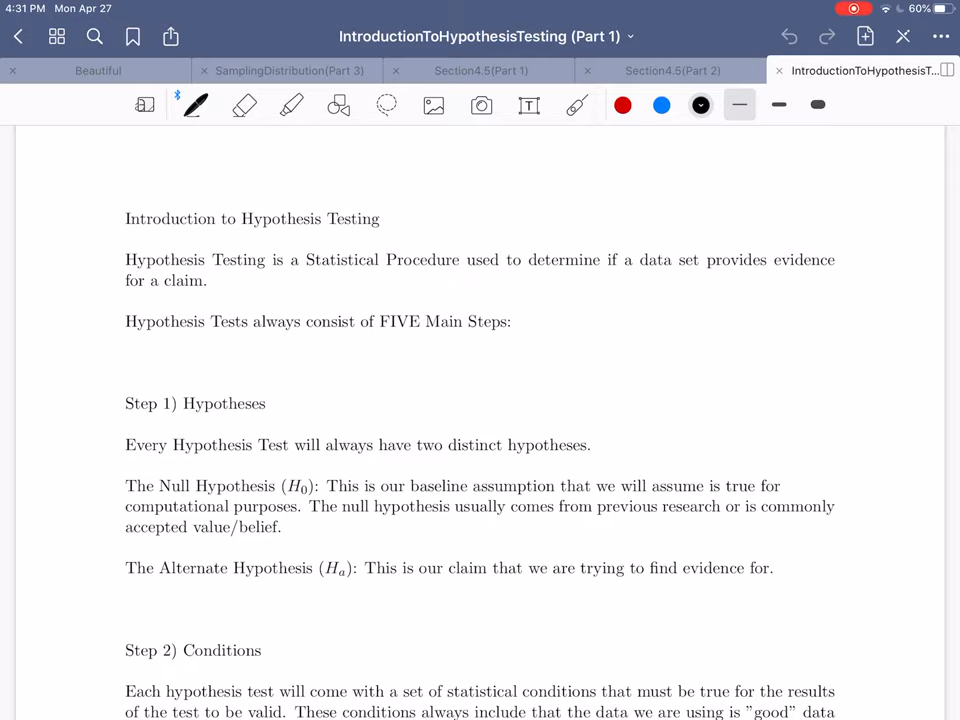 4:31 PM Mon Apr 27
60%
IntroductionToHypothesisTesting (Part 1)
Beautiful
SamplingDistribution(Part 3)
Section4.5(Part 1)
Section4.5(Part 2)
IntroductionToHypothesisT...
T
Introduction to Hypothesis Testing
Hypothesis Testing is a Statistical Procedure used to determine if a data set provides evidence
for a claim.
Hypothesis Tests always consist of FIVE Main Steps:
Step 1) Hypotheses
Every Hypothesis Test will always have two distinct hypotheses.
The Null Hypothesis (H₀): This is our baseline assumption that we will assume is true for
computational purposes. The null hypothesis usually comes from previous research or is commonly
accepted value/belief.
The Alternate Hypothesis (Hₐ): This is our claim that we are trying to find evidence for.
Step 2) Conditions
Each hypothesis test will come with a set of statistical conditions that must be true for the results
of the test to be valid. These conditions always include that the data we are using is "good" data